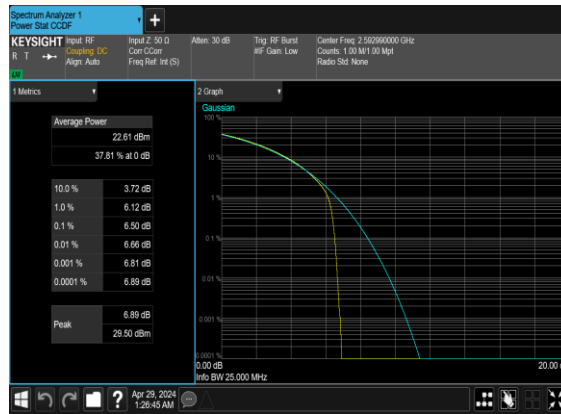 Spectrum Analyzer 1
Power Stat CCDF
+
KEYSIGHT
R T
LV
Input: RF
Coupling: DC
Align: Auto
Input Z: 50 Ω
Corr CCorr
Freq Ref: Int (S)
Atten: 30 dB
Trig: RF Burst
#IF Gain: Low
Center Freq: 2.592990000 GHz
Counts: 1.00 M/1.00 Mpt
Radio Std: None
1 Metrics
Average Power
22.61 dBm
37.81 % at 0 dB
10.0 % 3.72 dB
1.0 % 6.12 dB
0.1 % 6.50 dB
0.01 % 6.66 dB
0.001 % 6.81 dB
0.0001 % 6.89 dB
Peak
6.89 dB
29.50 dBm
2 Graph
Gaussian
100 %
10 %
1 %
0.1 %
0.01 %
0.001 %
0.0001 %
0.00 dB
20.00
Info BW 25.000 MHz
?
Apr 29, 2024
1:26:45 AM